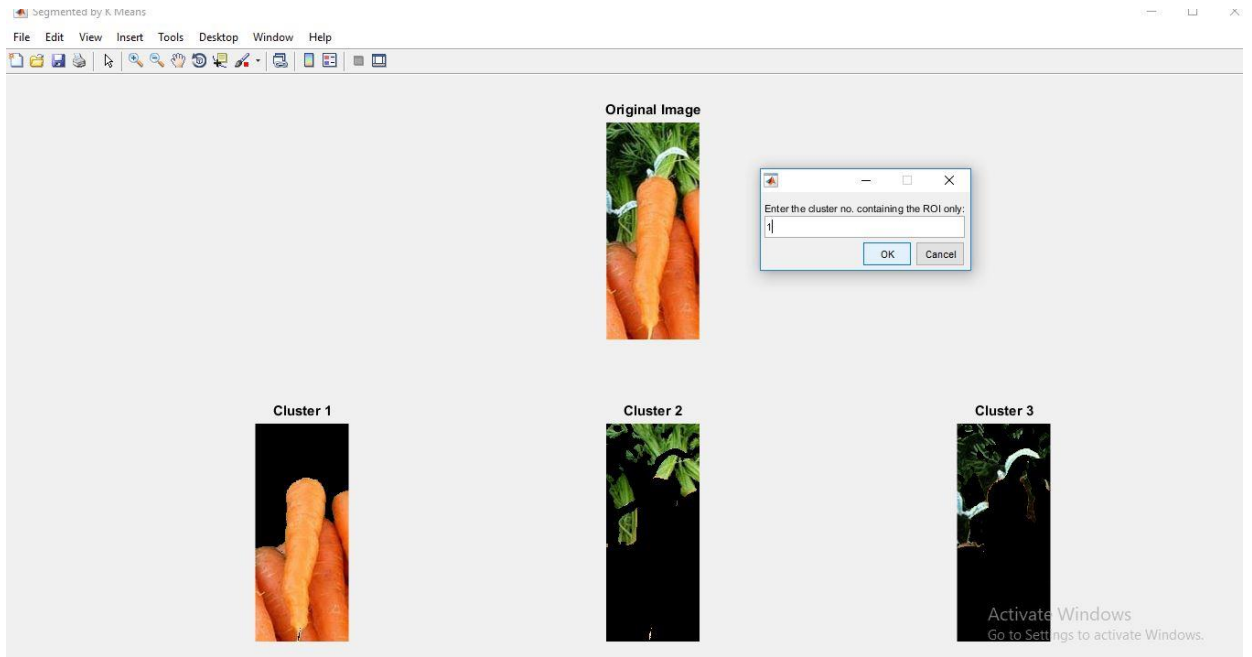 Segmented by K Means
File Edit View Insert Tools Desktop Window Help
Original Image
Enter the cluster no. containing the ROI only:
1
OK Cancel
Cluster 1 Cluster 2 Cluster 3
Activate Windows
Go to Settings to activate Windows.